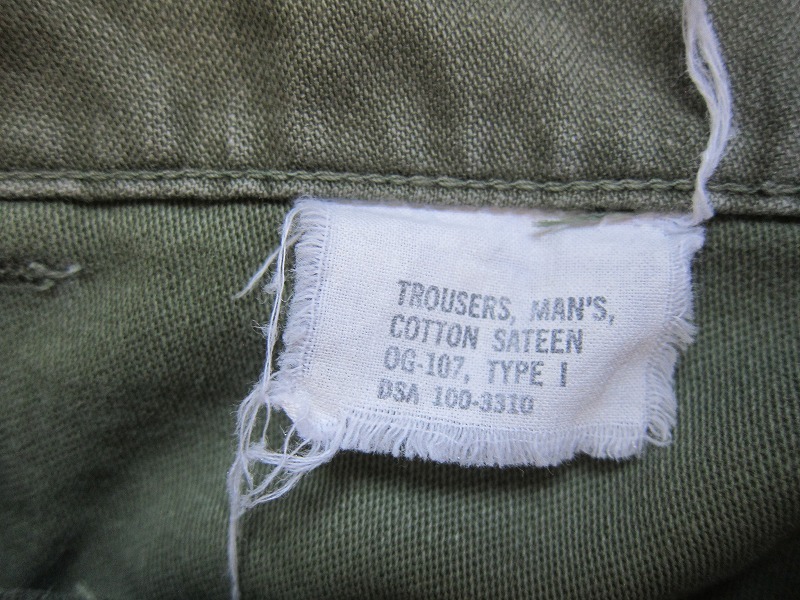 TROUSERS, MAN'S,
COTTON SATEEN
OG-107, TYPE I
DSA 100-3310